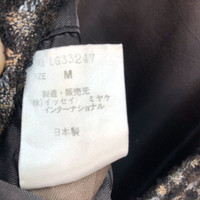 LG33247
SIZE M
製造・販売元
(株)イッセイ ミヤケ
インターナショナル
日本製